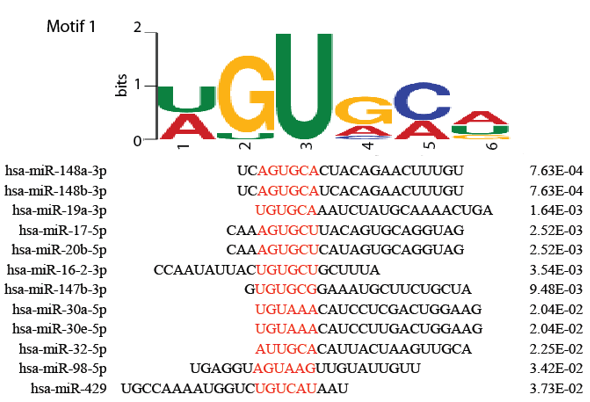 Motif 1
2
bits
1
0
UA GU U GAC CA AUC
1 2 3 4 5 6
hsa-miR-148a-3p UCAGUGCACUACAGAACUUUGU 7.63E-04
hsa-miR-148b-3p UCAGUGCAUCACAGAACUUUGU 7.63E-04
hsa-miR-19a-3p UGUGCAAAUCUAUGCAAAACUGA 1.64E-03
hsa-miR-17-5p CAAAGUGCUUACAGUGCAGGUAG 2.52E-03
hsa-miR-20b-5p CAAAGUGCUCAUAGUGCAGGUAG 2.52E-03
hsa-miR-16-2-3p CCAAUAUUACUGUGCUGCUUUA 3.54E-03
hsa-miR-147b-3p GUGUGCGGAAAUGCUUCUGCUA 9.48E-03
hsa-miR-30a-5p UGUAAACAUCCUCGACUGGAAG 2.04E-02
hsa-miR-30e-5p UGUAAACAUCCUUGACUGGAAG 2.04E-02
hsa-miR-32-5p AUUGCACAUUACUAAGUUGCA 2.25E-02
hsa-miR-98-5p UGAGGUAGUAAGUUGUAUUGUU 3.42E-02
hsa-miR-429 UGCCAAAAUGGUCUGUCAUAAU 3.73E-02